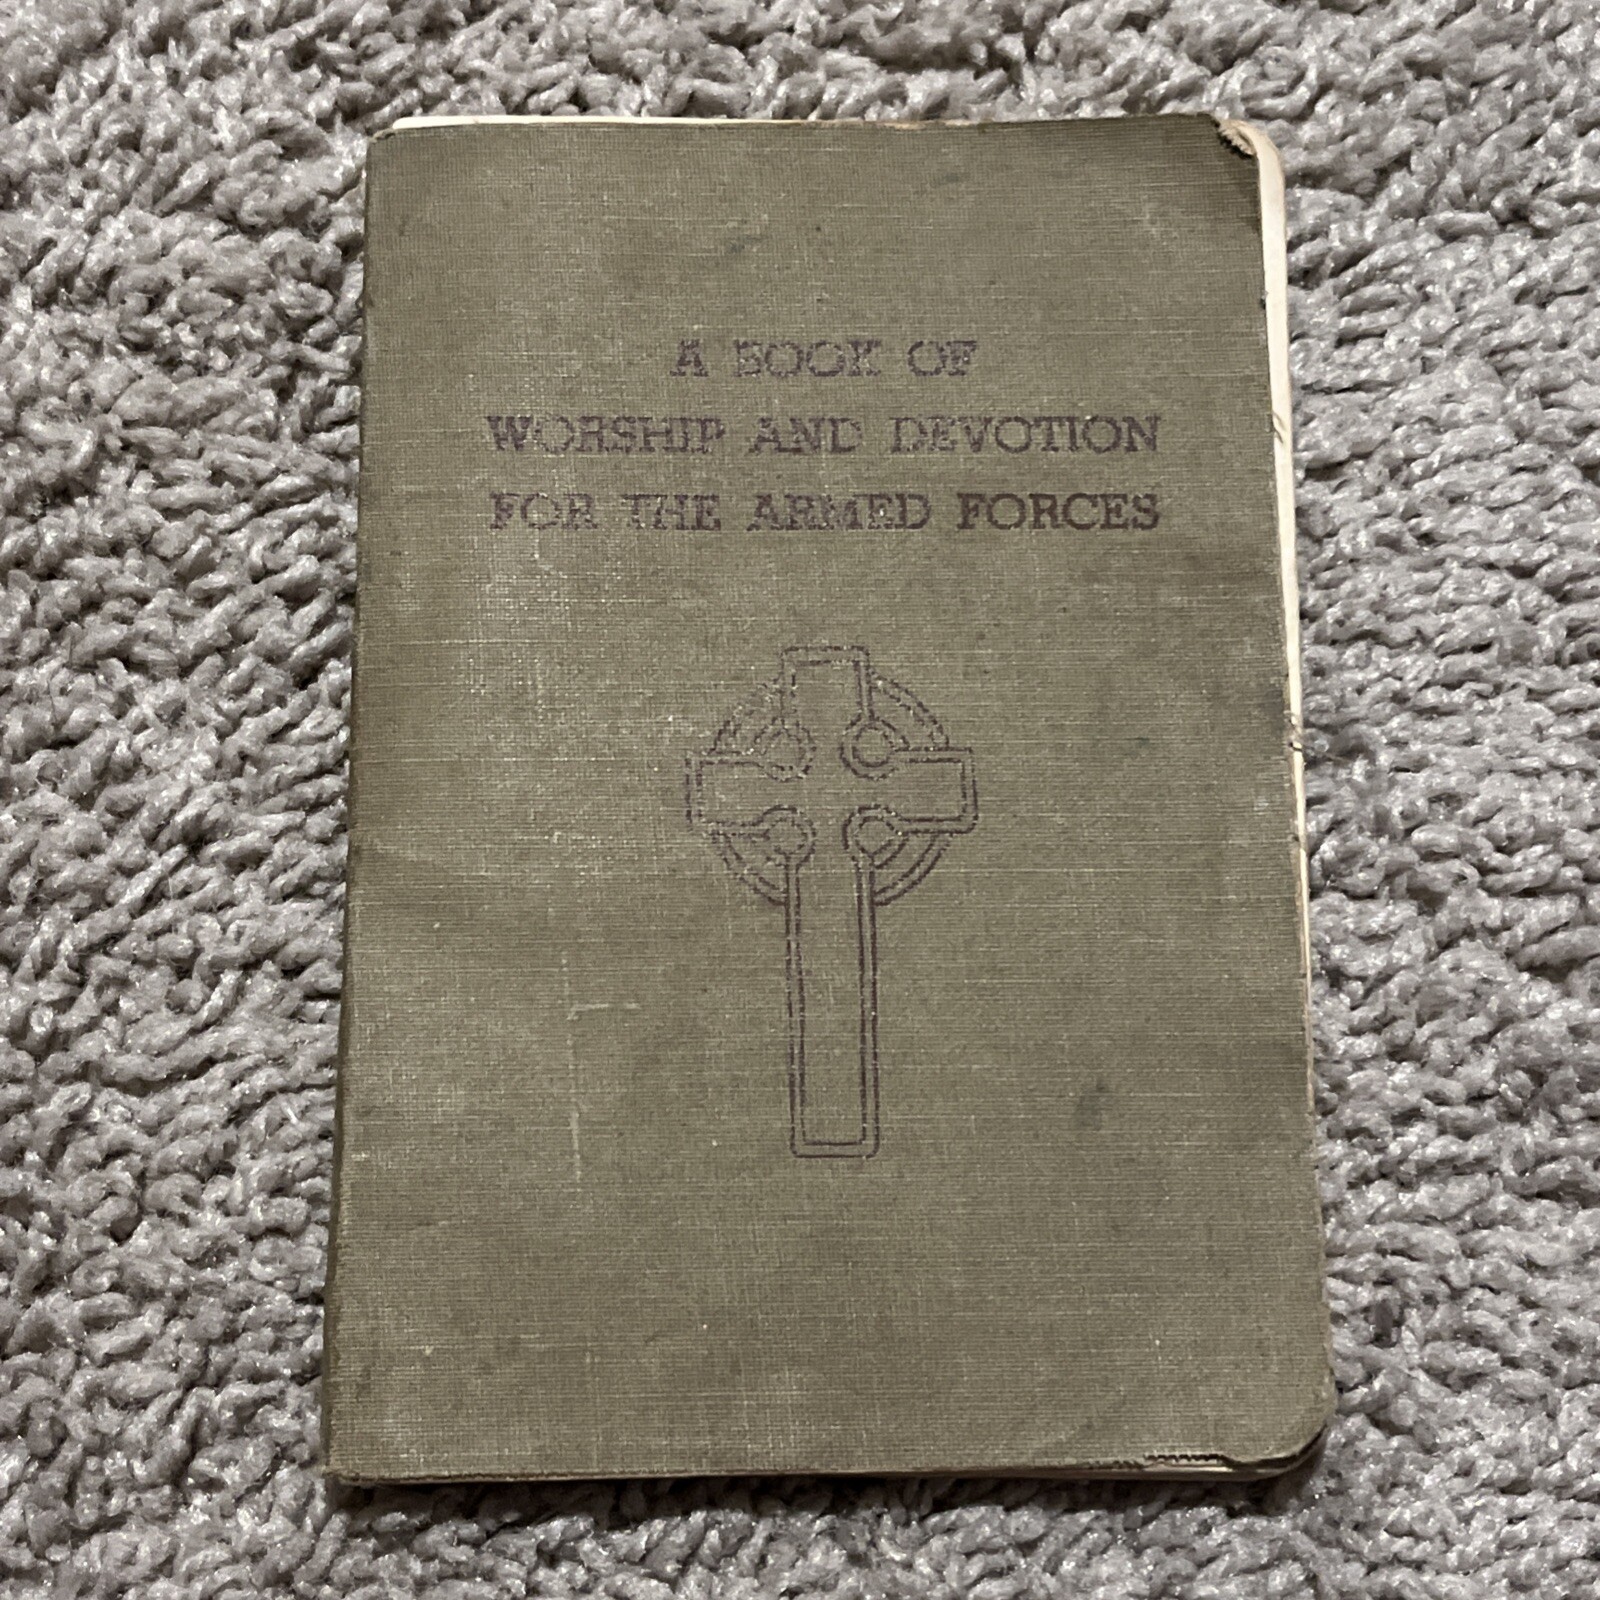 A BOOK OF
WORSHIP AND DEVOTION
FOR THE ARMED FORCES